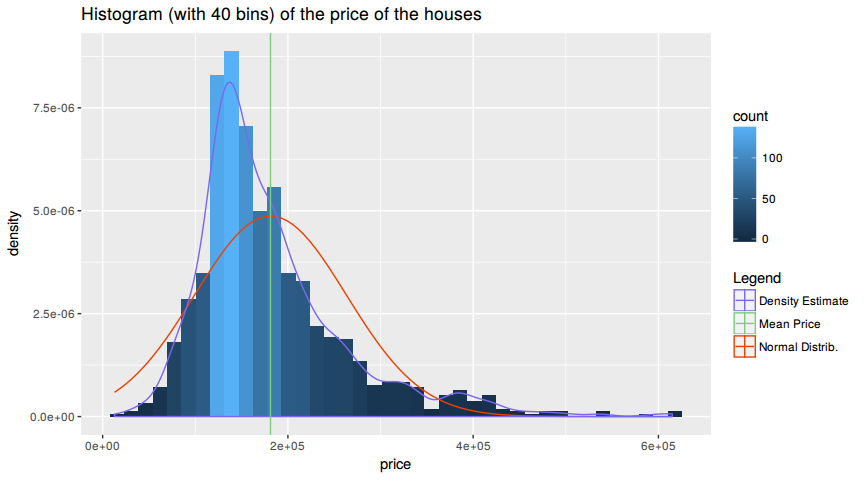 Histogram (with 40 bins) of the price of the houses
density
7.5e-06
5.0e-06
2.5e-06
0.0e+00
0e+00 2e+05 4e+05 6e+05
price
count
100
50
0
Legend
Density Estimate
Mean Price
Normal Distrib.